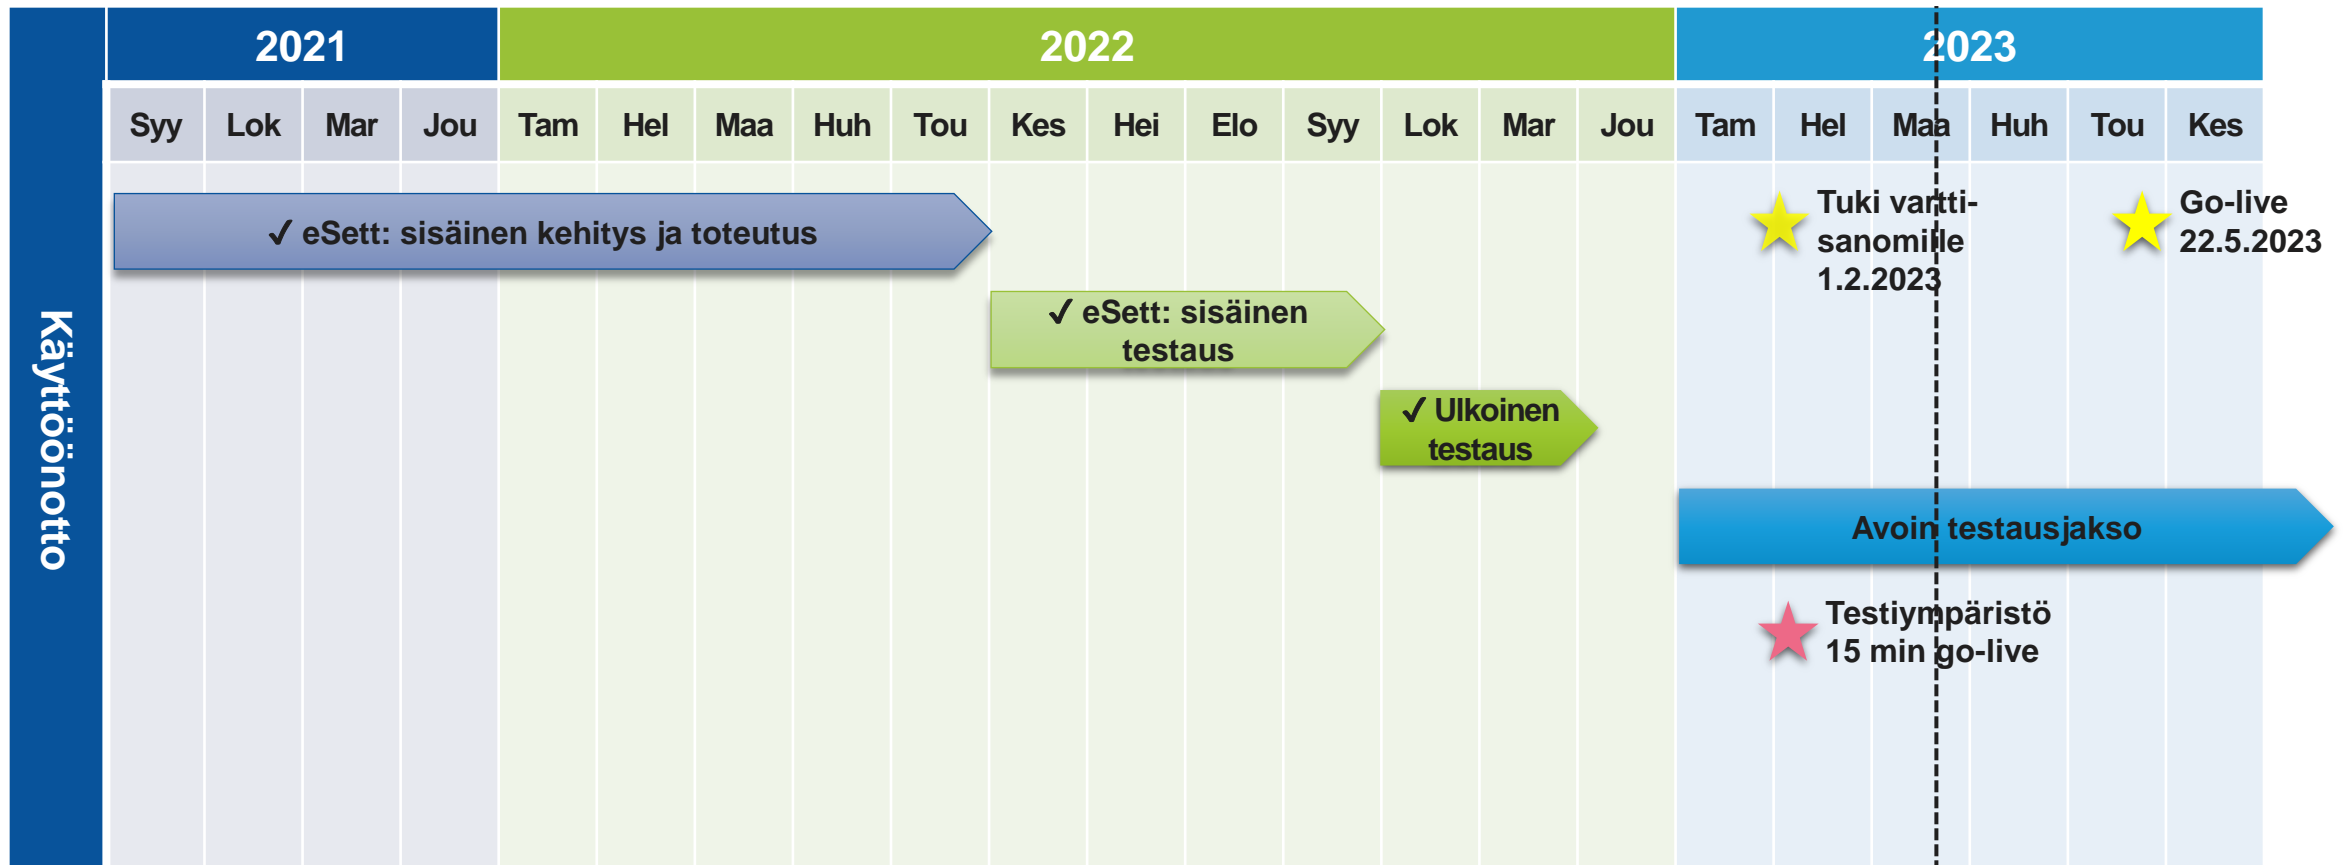 2021
2022
2023
Syy
Lok
Mar
Jou
Tam
Hel
Maa
Huh
Tou
Kes
Hei
Elo
Syy
Lok
Mar
Jou
Tam
Hel
Maa
Huh
Tou
Kes
Käyttöönotto
✓ eSett: sisäinen kehitys ja toteutus
Tuki vartti-
sanomille
1.2.2023
Go-live
22.5.2023
✓ eSett: sisäinen
testaus
✓ Ulkoinen
testaus
Avoin testausjakso
Testiympäristö
15 min go-live